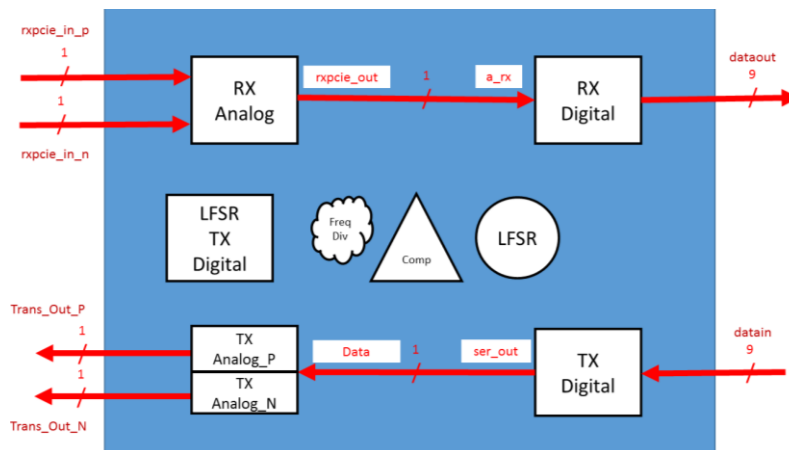 rxpcie_in_p
1
1
rxpcie_in_n
RX
Analog
rxpcie_out
1
a_rx
RX
Digital
dataout
9
LFSR
TX
Digital
Freq
Div
Comp
LFSR
Trans_Out_P
1
1
Trans_Out_N
TX
Analog_P
TX
Analog_N
Data
1
ser_out
TX
Digital
datain
9